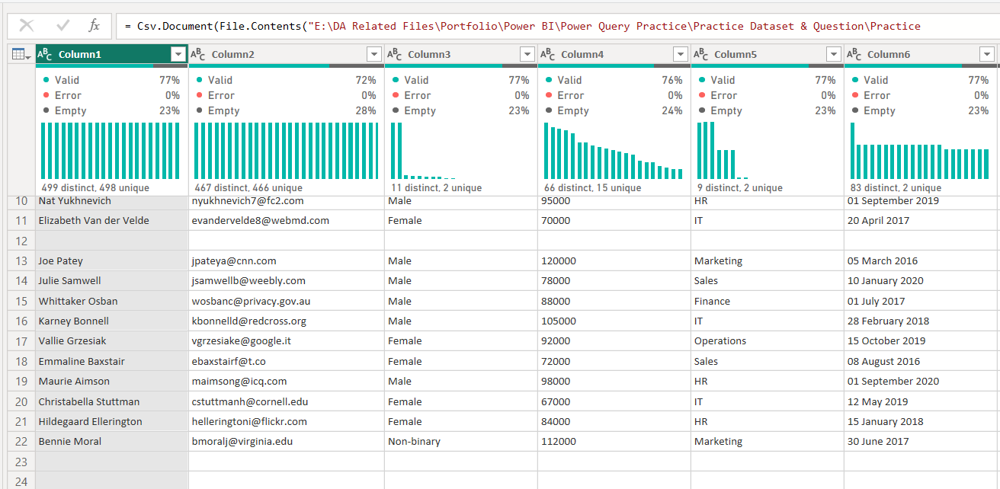 fx = Csv.Document(File.Contents("E:\DA Related Files\Portfolio\Power BI\Power Query Practice\Practice Dataset & Question\Practice
ABC Column1 ABC Column2 ABC Column3 ABC Column4 ABC Column5 ABC Column6
Valid 77% Valid 72% Valid 77% Valid 76% Valid 77% Valid 77%
Error 0% Error 0% Error 0% Error 0% Error 0% Error 0%
Empty 23% Empty 28% Empty 23% Empty 24% Empty 23% Empty 23%
499 distinct, 498 unique 467 distinct, 466 unique 11 distinct, 2 unique 66 distinct, 15 unique 9 distinct, 2 unique 83 distinct, 2 unique
10 Nat Yukhnevich nyukhnevich7@fc2.com Male 95000 HR 01 September 2019
11 Elizabeth Van der Velde evandervelde8@webmd.com Female 70000 IT 20 April 2017
12
13 Joe Patey jpateya@cnn.com Male 120000 Marketing 05 March 2016
14 Julie Samwell jsamwellb@weebly.com Male 78000 Sales 10 January 2020
15 Whittaker Osban wosbanc@privacy.gov.au Male 88000 Finance 01 July 2017
16 Karney Bonnell kbonnelld@redcross.org Male 105000 IT 28 February 2018
17 Vallie Grzesiak vgrzesiake@google.it Female 92000 Operations 15 October 2019
18 Emmaline Baxstair ebaxstairf@t.co Female 72000 Sales 08 August 2016
19 Maurie Aimson maimsong@icq.com Male 98000 HR 01 September 2020
20 Christabella Stuttman cstuttmanh@cornell.edu Female 67000 IT 12 May 2019
21 Hildegaard Ellerington helleringtoni@flickr.com Female 84000 HR 15 January 2018
22 Bennie Moral bmoralj@virginia.edu Non-binary 112000 Marketing 30 June 2017
23
24